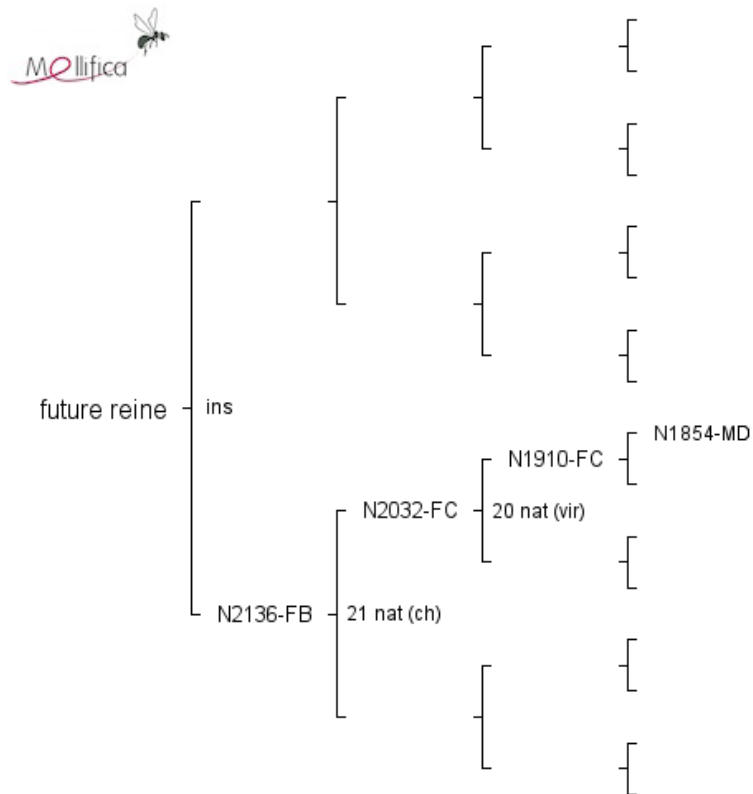 Mellifica
N1854-MD
future reine
ins
N1910-FC
N2032-FC
20 nat (vir)
N2136-FB
21 nat (ch)